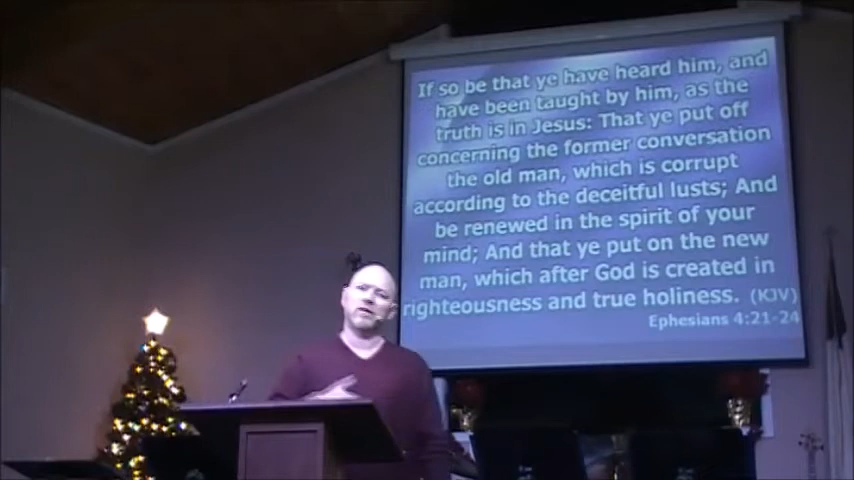 If so be that ye have heard him, and
have been taught by him, as the
truth is in Jesus: That ye put off
concerning the former conversation
the old man, which is corrupt
according to the deceitful lusts; And
be renewed in the spirit of your
mind; And that ye put on the new
man, which after God is created in
righteousness and true holiness. (KJV)
Ephesians 4:21-24